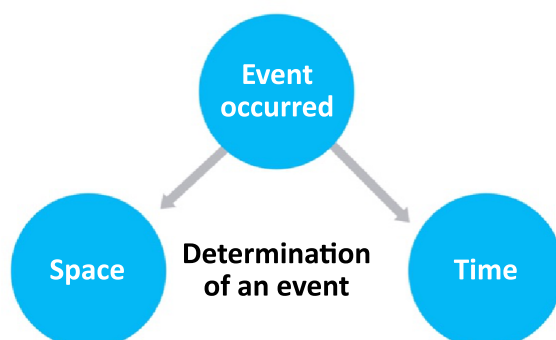 Event
occurred
Space
Determination
of an event
Time